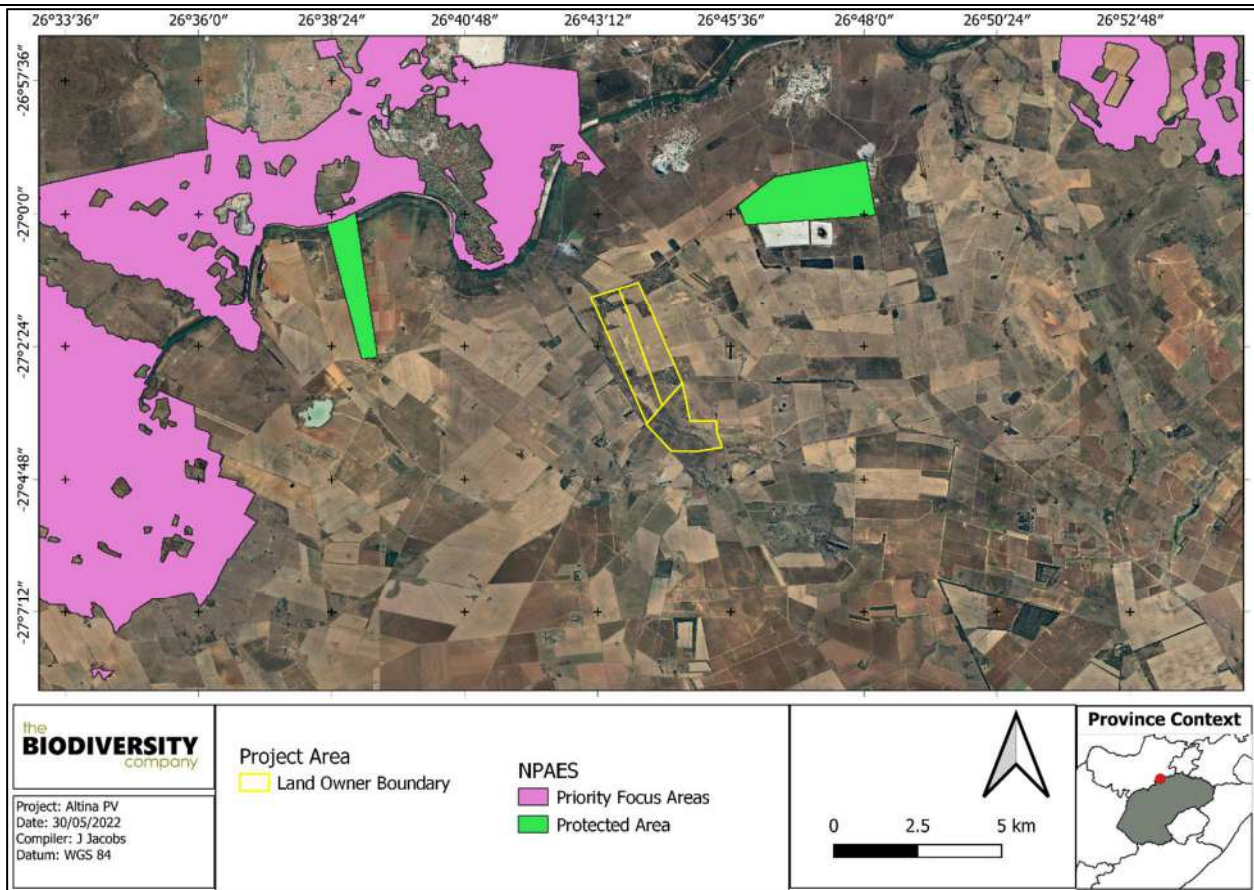 26°33'36" 26°36'0" 26°38'24" 26°40'48" 26°43'12" 26°45'36" 26°48'0" 26°50'24" 26°52'48"
-26°57'36"
-27°0'0"
-27°2'24"
-27°4'48"
-27°7'12"
the
BIODIVERSITY
company
Project: Altina PV
Date: 30/05/2022
Compiler: J Jacobs
Datum: WGS 84
Project Area
Land Owner Boundary
NPAES
Priority Focus Areas
Protected Area
0 2.5 5 km
Province Context